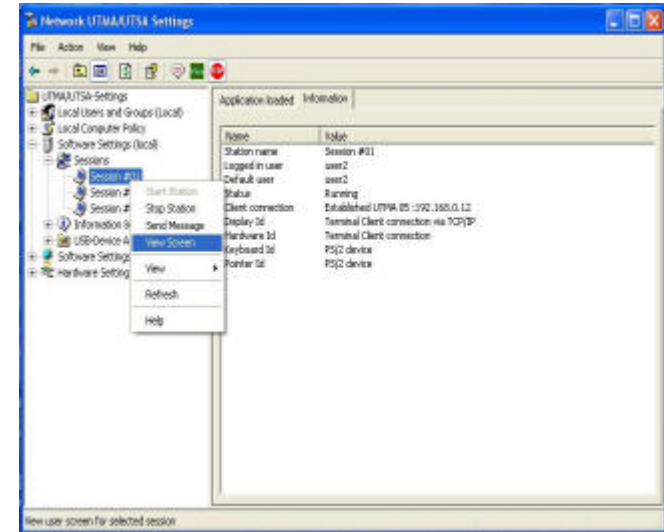 Network UTMA/UTSA Settings
File Action View Help
UTMA/UTSA-Settings
Local Users and Groups (Local)
Local Computer Policy
Software Settings (local)
Sessions
Session #01
Session #
Session #
Information
USB-Device A
Software Settings
Hardware Setting
Start Station
Stop Station
Send Message
View Screen
View
Refresh
Help
Application loaded Information
Name Value
Station name Session #01
Logged in user user2
Default user user2
Status Running
Client connection Established UTMA :192.168.0.12
Display Id Terminal Client connection via TCP/IP
Hardware Id Terminal Client connection
Keyboard Id PS/2 device
Pointer Id PS/2 device
View user screen for selected session